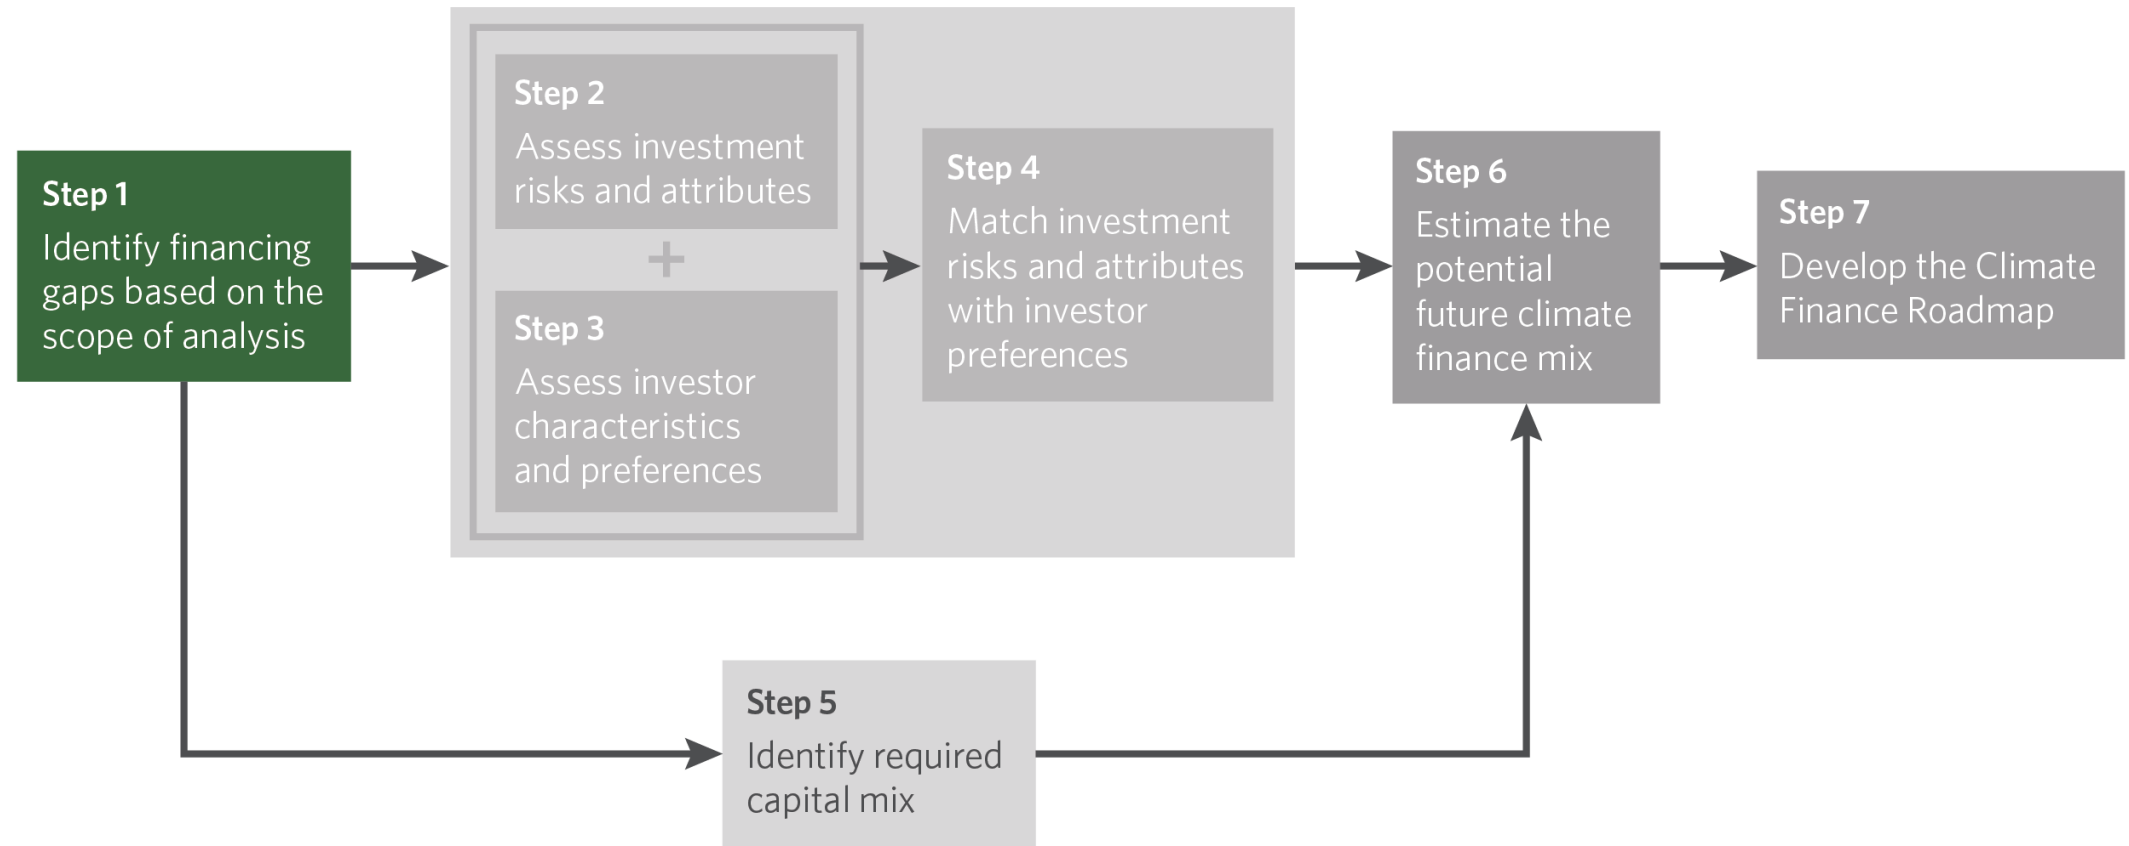 Step 1
Identify financing
gaps based on the
scope of analysis
Step 2
Assess investment
risks and attributes
+
Step 3
Assess investor
characteristics
and preferences
Step 4
Match investment
risks and attributes
with investor
preferences
Step 5
Identify required
capital mix
Step 6
Estimate the
potential
future climate
finance mix
Step 7
Develop the Climate
Finance Roadmap